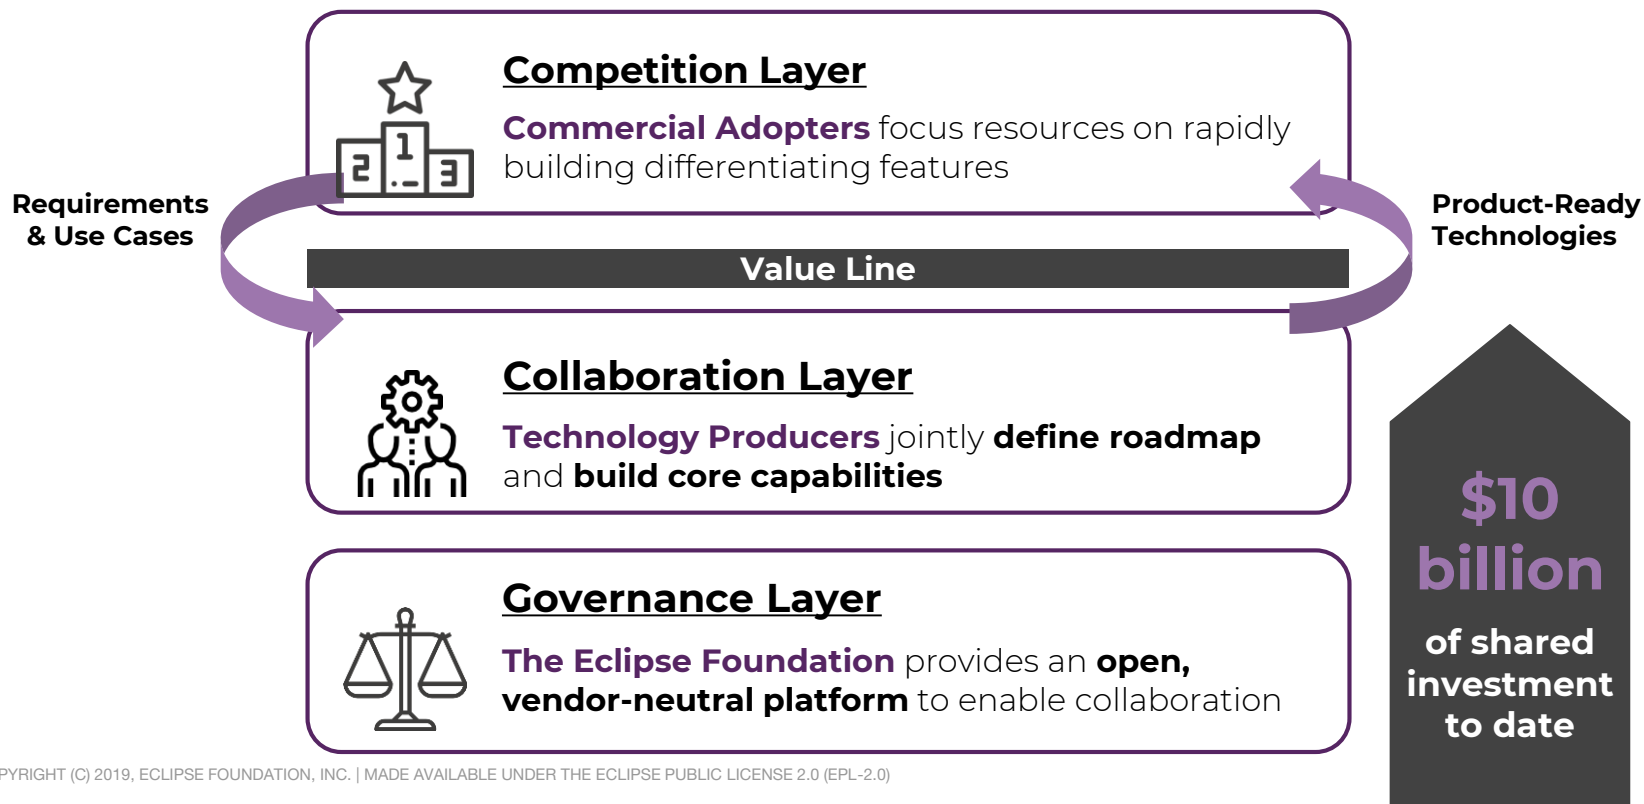 Competition Layer
Commercial Adopters focus resources on rapidly
building differentiating features
2 1 3
Requirements
& Use Cases
Product-Ready
Technologies
Value Line
Collaboration Layer
Technology Producers jointly define roadmap
and build core capabilities
$10
billion
of shared
investment
to date
Governance Layer
The Eclipse Foundation provides an open,
vendor-neutral platform to enable collaboration
PYRIGHT (C) 2019, ECLIPSE FOUNDATION, INC. | MADE AVAILABLE UNDER THE ECLIPSE PUBLIC LICENSE 2.0 (EPL-2.0)